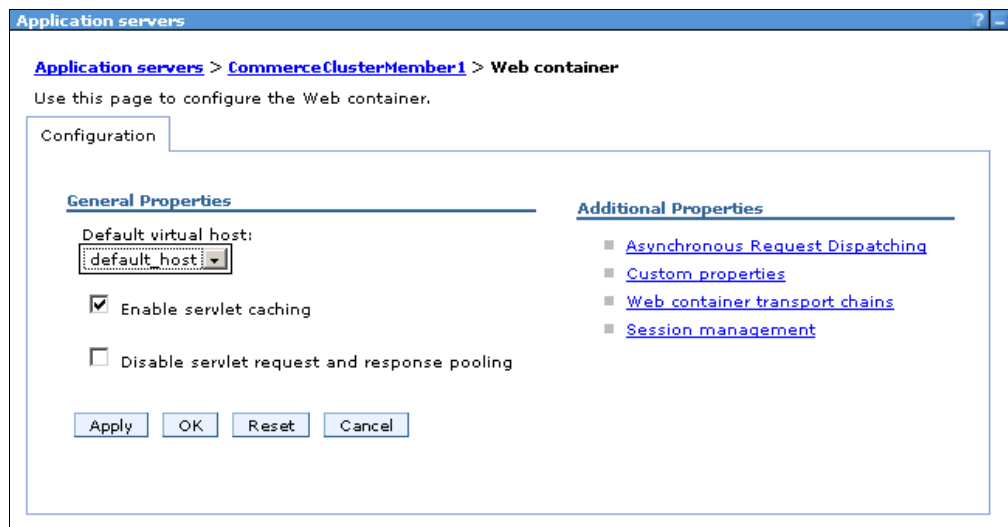 Application servers ? -
Application servers > CommerceClusterMember1 > Web container
Use this page to configure the Web container.
Configuration
General Properties
Default virtual host:
default_host
Enable servlet caching
Disable servlet request and response pooling
Apply OK Reset Cancel
Additional Properties
Asynchronous Request Dispatching
Custom properties
Web container transport chains
Session management